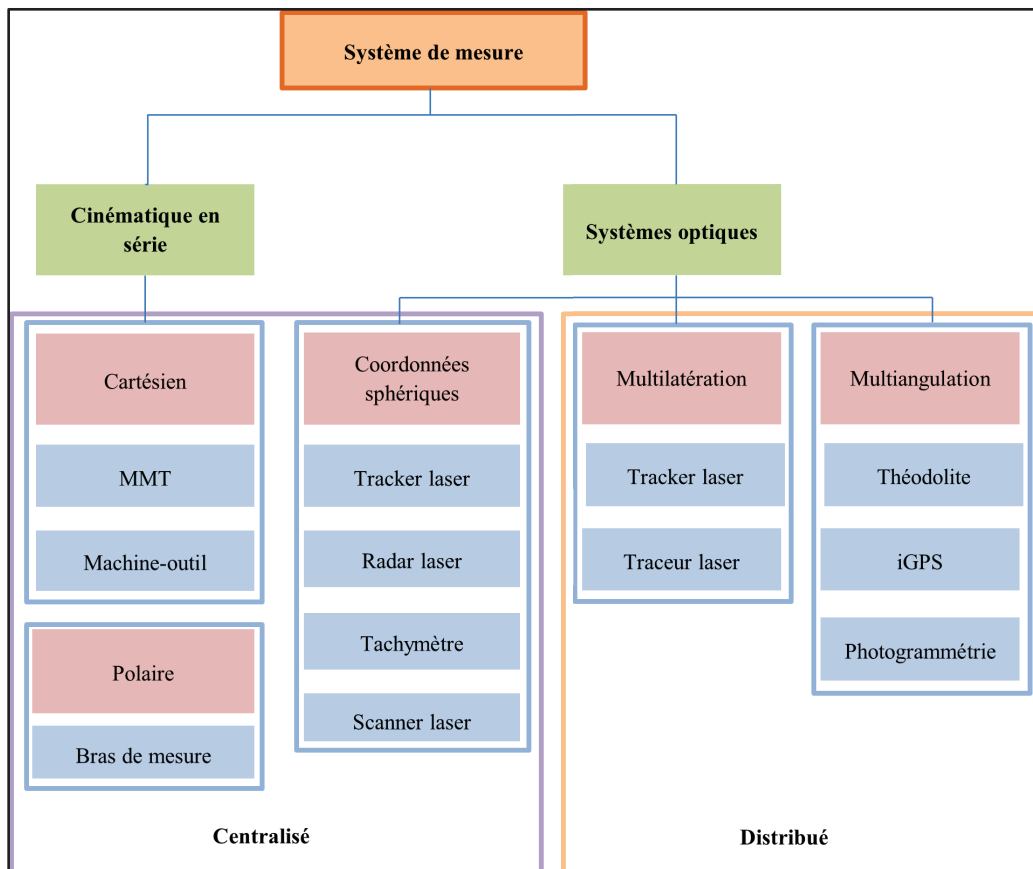 Système de mesure
Cinématique en
série
Systèmes optiques
Cartésien
MMT
Machine-outil
Polaire
Bras de mesure
Coordonnées
sphériques
Tracker laser
Radar laser
Tachymètre
Scanner laser
Centralisé
Multilatération
Tracker laser
Traceur laser
Multiangulation
Théodolite
iGPS
Photogrammétrie
Distribué